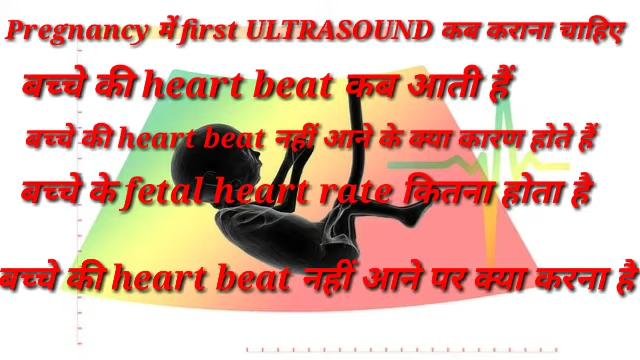 Pregnancy में first ULTRASOUND कब कराना चाहिए
बच्चे की heart beat कब आती हैं
बच्चे की heart beat नहीं आने के क्या कारण होते हैं
बच्चे के fetal heart rate कितना होता है
बच्चे की heart beat नहीं आने पर क्या करना है